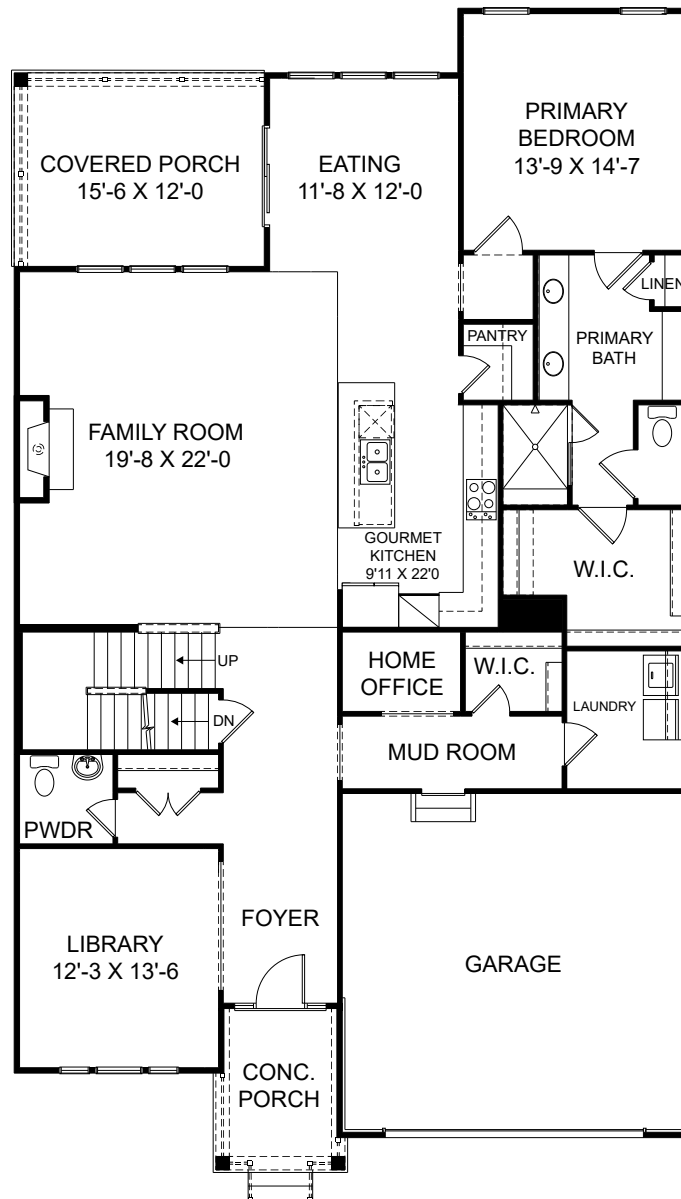 PRIMARY
BEDROOM
13'-9 X 14'-7
COVERED PORCH
15'-6 X 12'-0
EATING
11'-8 X 12'-0
LINEN
PANTRY
PRIMARY
BATH
FAMILY ROOM
19'-8 X 22'-0
GOURMET
KITCHEN
9'11 X 22'0
W.I.C.
UP
HOME
OFFICE
W.I.C.
LAUNDRY
DN
MUD ROOM
PWDR
FOYER
LIBRARY
12'-3 X 13'-6
GARAGE
CONC.
PORCH